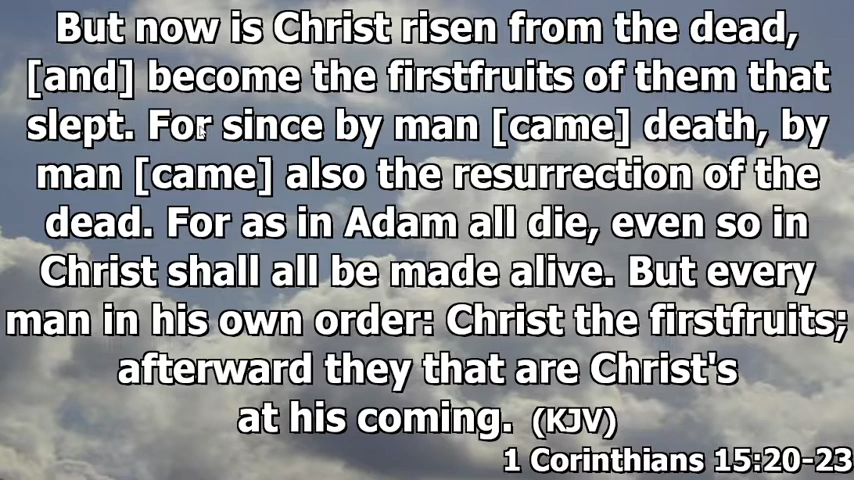 But now is Christ risen from the dead,
[and] become the firstfruits of them that
slept. For since by man [came] death, by
man [came] also the resurrection of the
dead. For as in Adam all die, even so in
Christ shall all be made alive. But every
man in his own order: Christ the firstfruits;
afterward they that are Christ's
at his coming. (KJV)
1 Corinthians 15:20-23